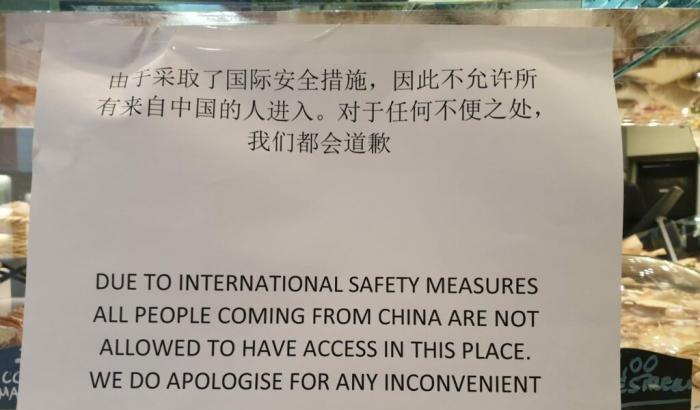 由于采取了国际安全措施，因此不允许所
有来自中国的人进入。对于任何不便之处，
我们都会道歉
DUE TO INTERNATIONAL SAFETY MEASURES
ALL PEOPLE COMING FROM CHINA ARE NOT
ALLOWED TO HAVE ACCESS IN THIS PLACE.
WE DO APOLOGISE FOR ANY INCONVENIENT